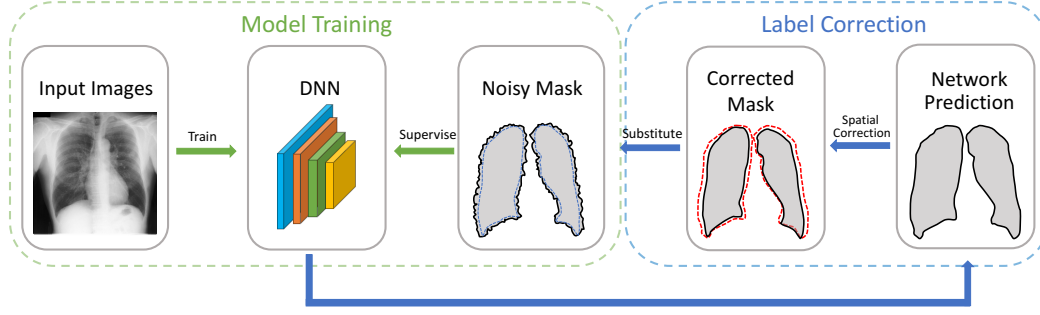 Model Training
Label Correction
Input Images
DNN
Noisy Mask
Corrected
Mask
Network
Prediction
Train
Supervise
Substitute
Spatial
Correction